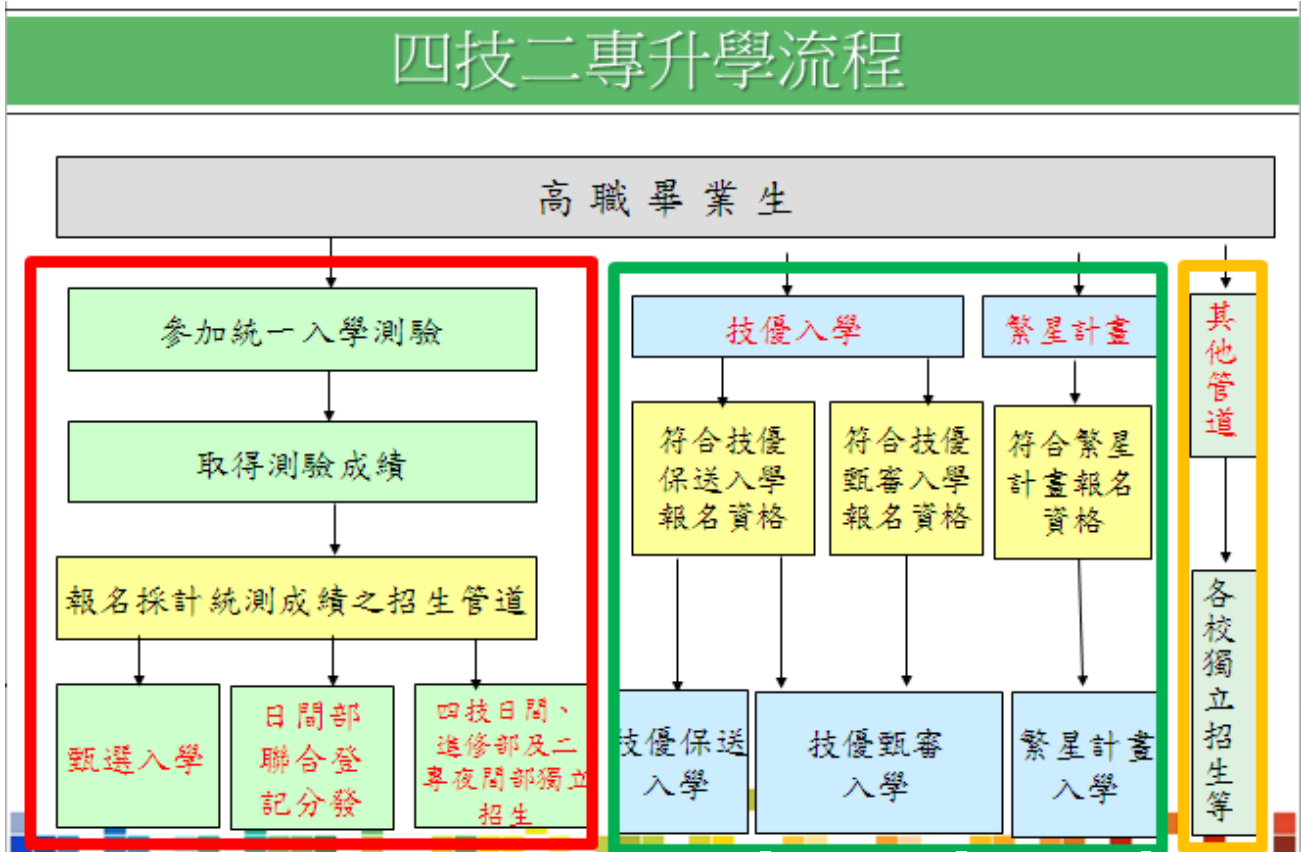 四技二專升學流程
高職畢業生
參加統一入學測驗
取得測驗成績
報名採計統測成績之招生管道
甄選入學
日間部
聯合登
記分發
四技日間、
進修部及二
專夜間部獨立
招生
技優入學
繁星計畫
符合技優
保送入學
報名資格
符合技優
甄審入學
報名資格
符合繁星
計畫報名
資格
技優保送
入學
技優甄審
入學
繁星計畫
入學
其他管道
各校獨立招生等